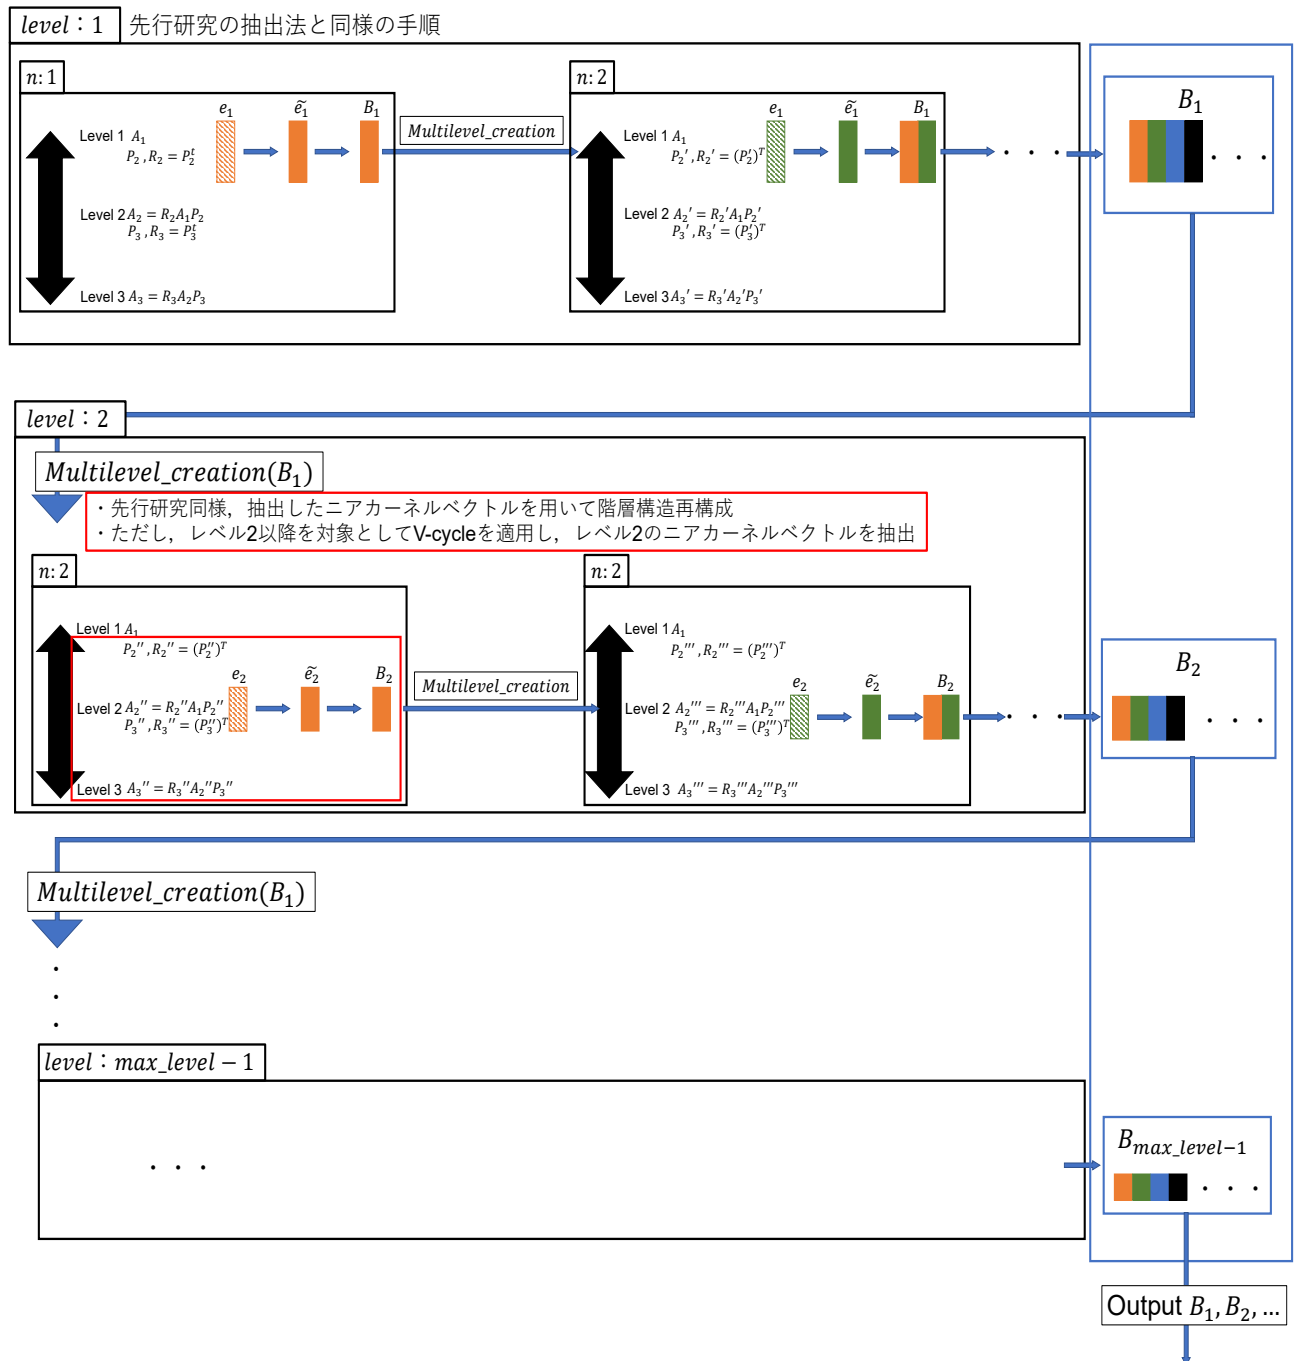 level：1 先行研究の抽出法と同様の手順
n: 1
e₁ ẽ₁ B₁
Level 1 A₁
P₂ , R₂ = P₂ᵗ
Level 2 A₂ = R₂A₁P₂
P₃ , R₃ = P₃ᵗ
Level 3 A₃ = R₃A₂P₃
Multilevel_creation
n: 2
e₁ ẽ₁ B₁
Level 1 A₁
P₂′ , R₂′ = (P₂′)ᵀ
Level 2 A₂′ = R₂′A₁P₂′
P₃′ , R₃′ = (P₃′)ᵀ
Level 3 A₃′ = R₃′A₂′P₃′
· · ·
B₁
· · ·
level：2
Multilevel_creation(B₁)
・先行研究同様，抽出したニアカーネルベクトルを用いて階層構造再構成
・ただし，レベル2以降を対象としてV-cycleを適用し，レベル2のニアカーネルベクトルを抽出
n: 2
Level 1 A₁
P₂′′ , R₂′′ = (P₂′′)ᵀ
e₂ ẽ₂ B₂
Level 2 A₂′′ = R₂′′A₁P₂′′
P₃′′ , R₃′′ = (P₃′′)ᵀ
Level 3 A₃′′ = R₃′′A₂′′P₃′′
Multilevel_creation
n: 2
Level 1 A₁
P₂′′′ , R₂′′′ = (P₂′′′)ᵀ
e₂ ẽ₂ B₂
Level 2 A₂′′′ = R₂′′′A₁P₂′′′
P₃′′′ , R₃′′′ = (P₃′′′)ᵀ
Level 3 A₃′′′ = R₃′′′A₂′′′P₃′′′
· · ·
B₂
· · ·
Multilevel_creation(B₁)
·
·
·
level：max_level − 1
· · ·
B_{max_level−1}
· · ·
Output B₁, B₂, …